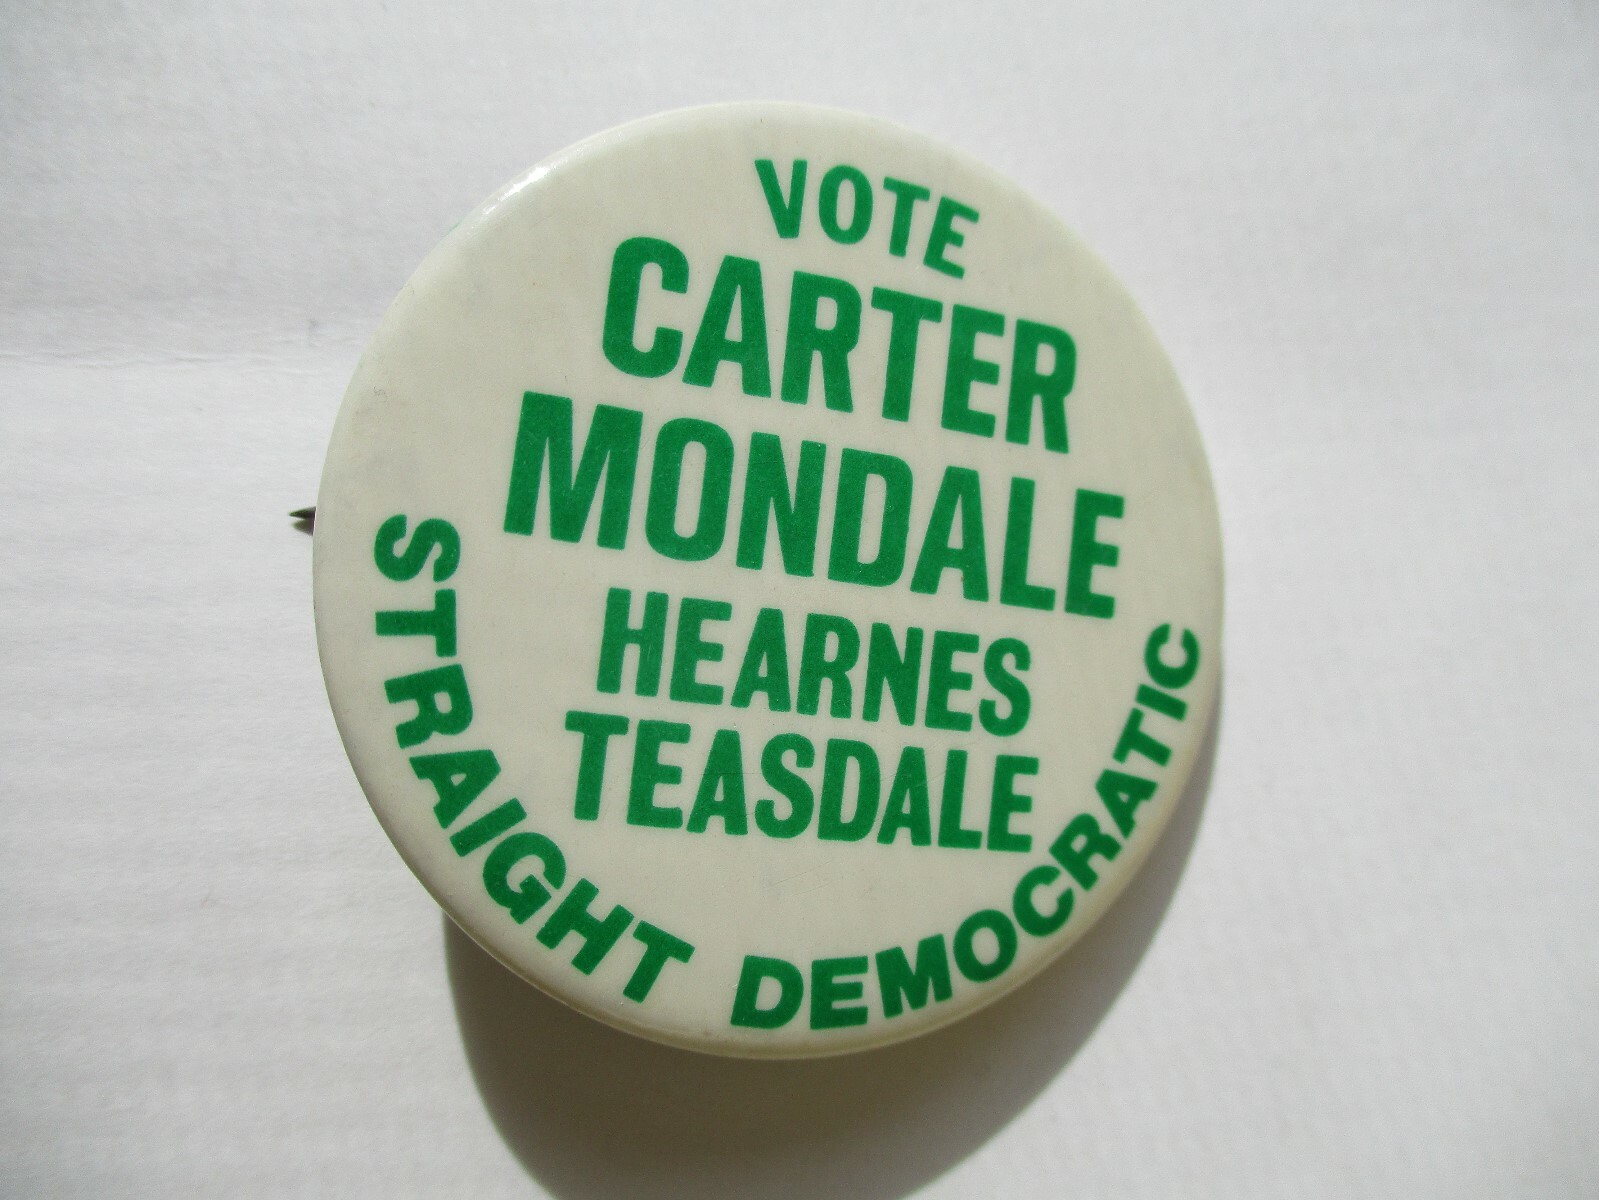 VOTE
CARTER
MONDALE
HEARNES
TEASDALE
STRAIGHT DEMOCRATIC